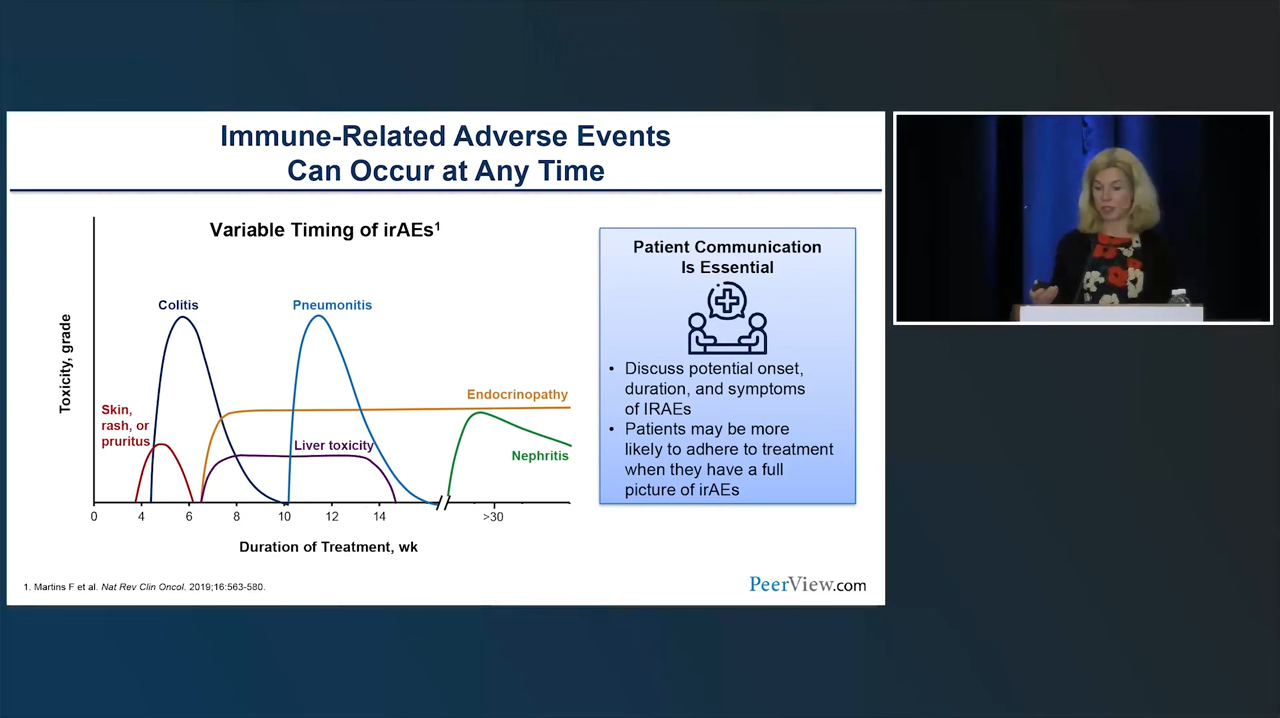 Immune-Related Adverse Events
Can Occur at Any Time
Variable Timing of irAEs¹
Toxicity, grade
Colitis
Pneumonitis
Skin,
rash, or
pruritus
Endocrinopathy
Liver toxicity
Nephritis
0 4 6 8 10 12 14 >30
Duration of Treatment, wk
Patient Communication
Is Essential
• Discuss potential onset,
duration, and symptoms
of IRAEs
• Patients may be more
likely to adhere to treatment
when they have a full
picture of irAEs
1. Martins F et al. Nat Rev Clin Oncol. 2019;16:563-580.
PeerView.com